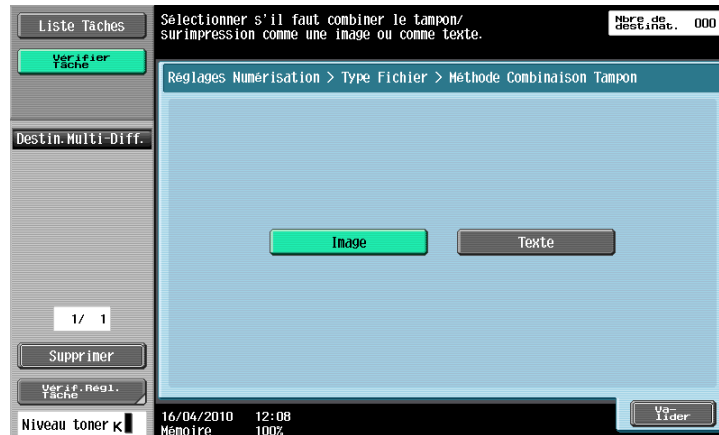 Liste Tâches
Sélectionner s'il faut combiner le tampon/
surimpression comme une image ou comme texte.
Nbre de
destinat. 000
Vérifier
Tâche
Réglages Numérisation > Type Fichier > Méthode Combinaison Tampon
Destin.Multi-Diff.
Image
Texte
1/ 1
Supprimer
Vérif.Régl.
Tâche
Niveau toner K
16/04/2010 12:08
Mémoire 100%
Va-
lider